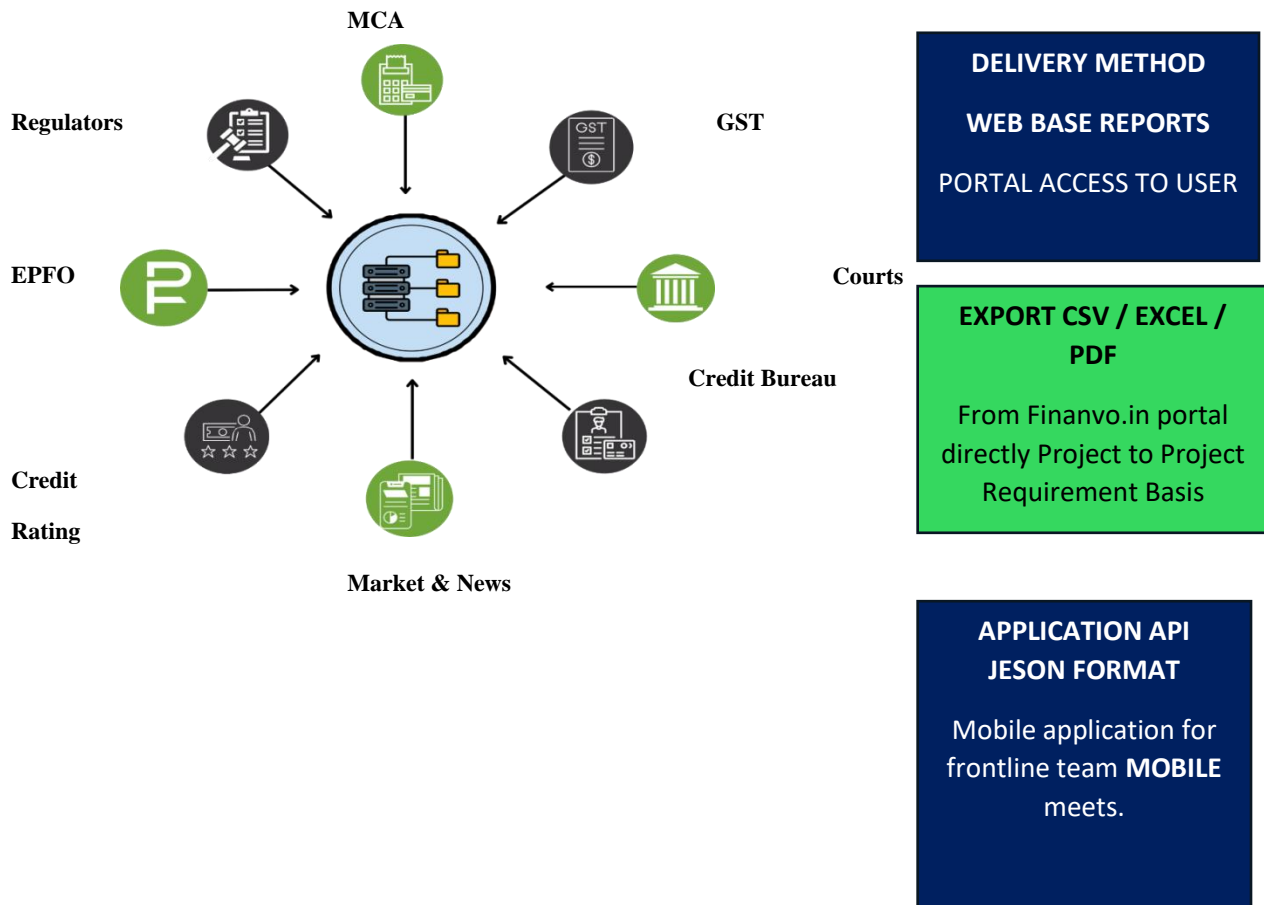 MCA
Regulators
GST
GST
EPFO
Courts
Credit Bureau
Credit
Rating
Market & News
DELIVERY METHOD
WEB BASE REPORTS
PORTAL ACCESS TO USER
EXPORT CSV / EXCEL /
PDF
From Finanvo.in portal
directly Project to Project
Requirement Basis
APPLICATION API
JESON FORMAT
Mobile application for
frontline team MOBILE
meets.